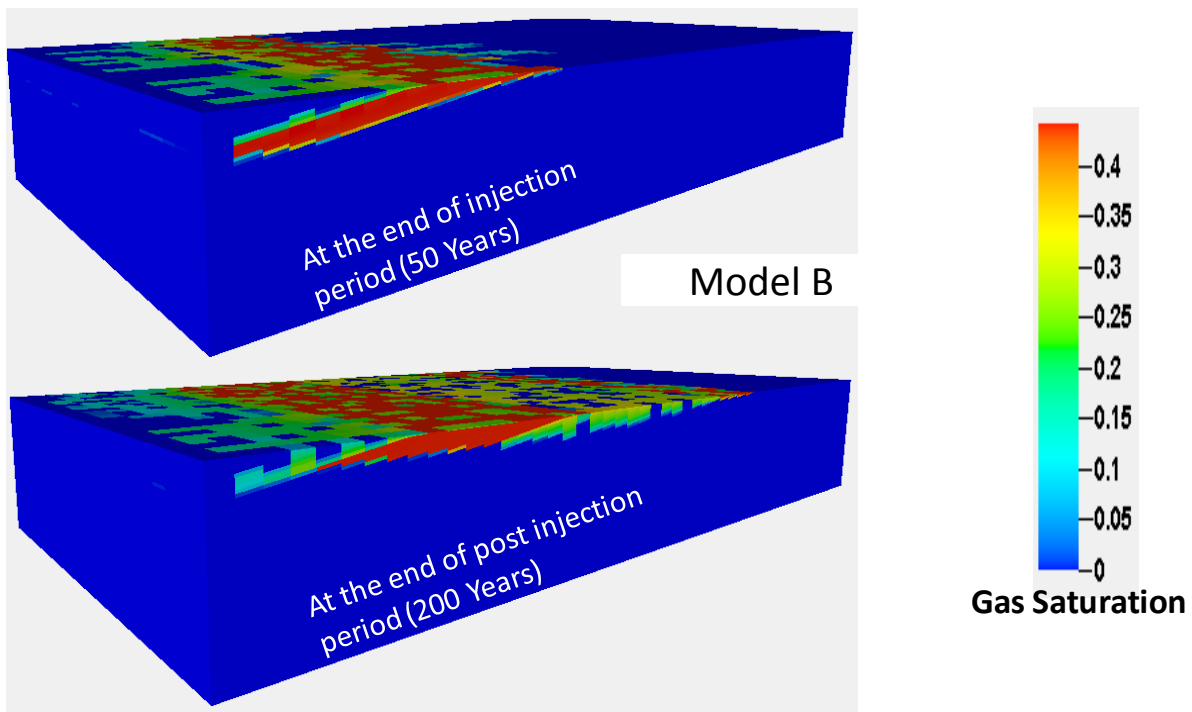 At the end of injection
period (50 Years)
Model B
At the end of post injection
period (200 Years)
0.4
0.35
0.3
0.25
0.2
0.15
0.1
0.05
0
Gas Saturation